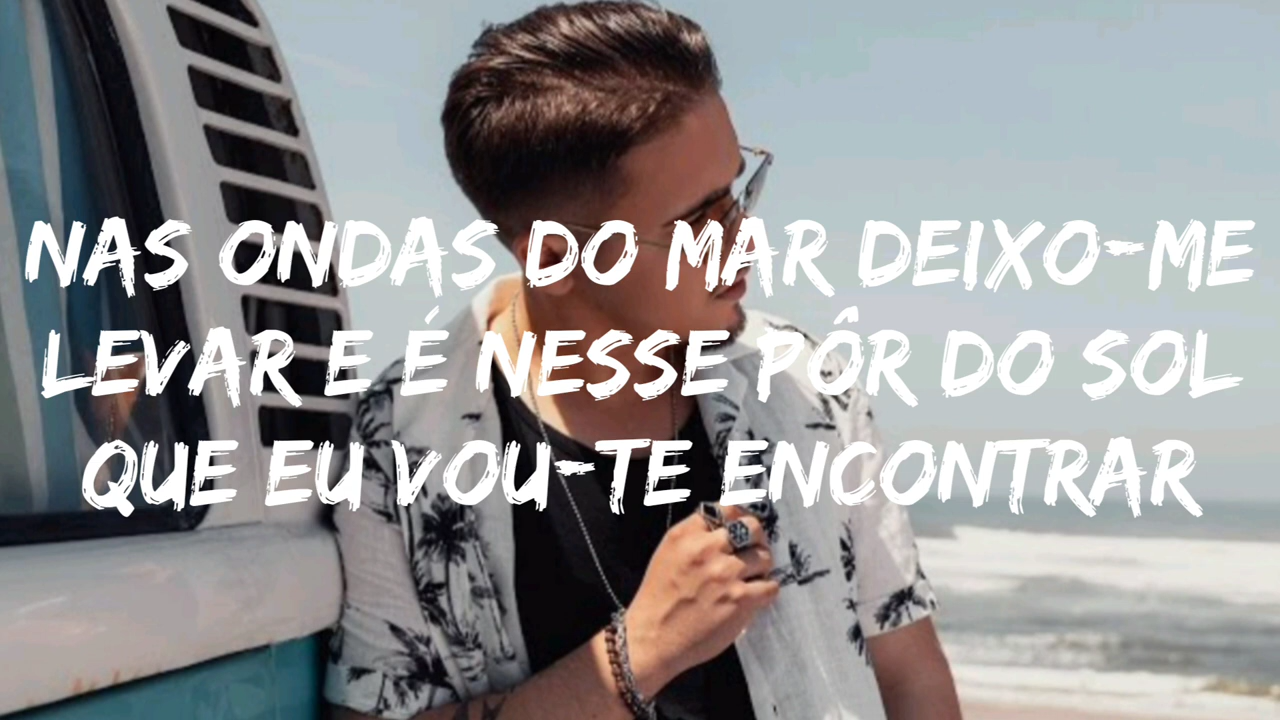 NAS ONDAS DO MAR DEIXO-ME
LEVAR E É NESSE PÔR DO SOL
QUE EU VOU-TE ENCONTRAR